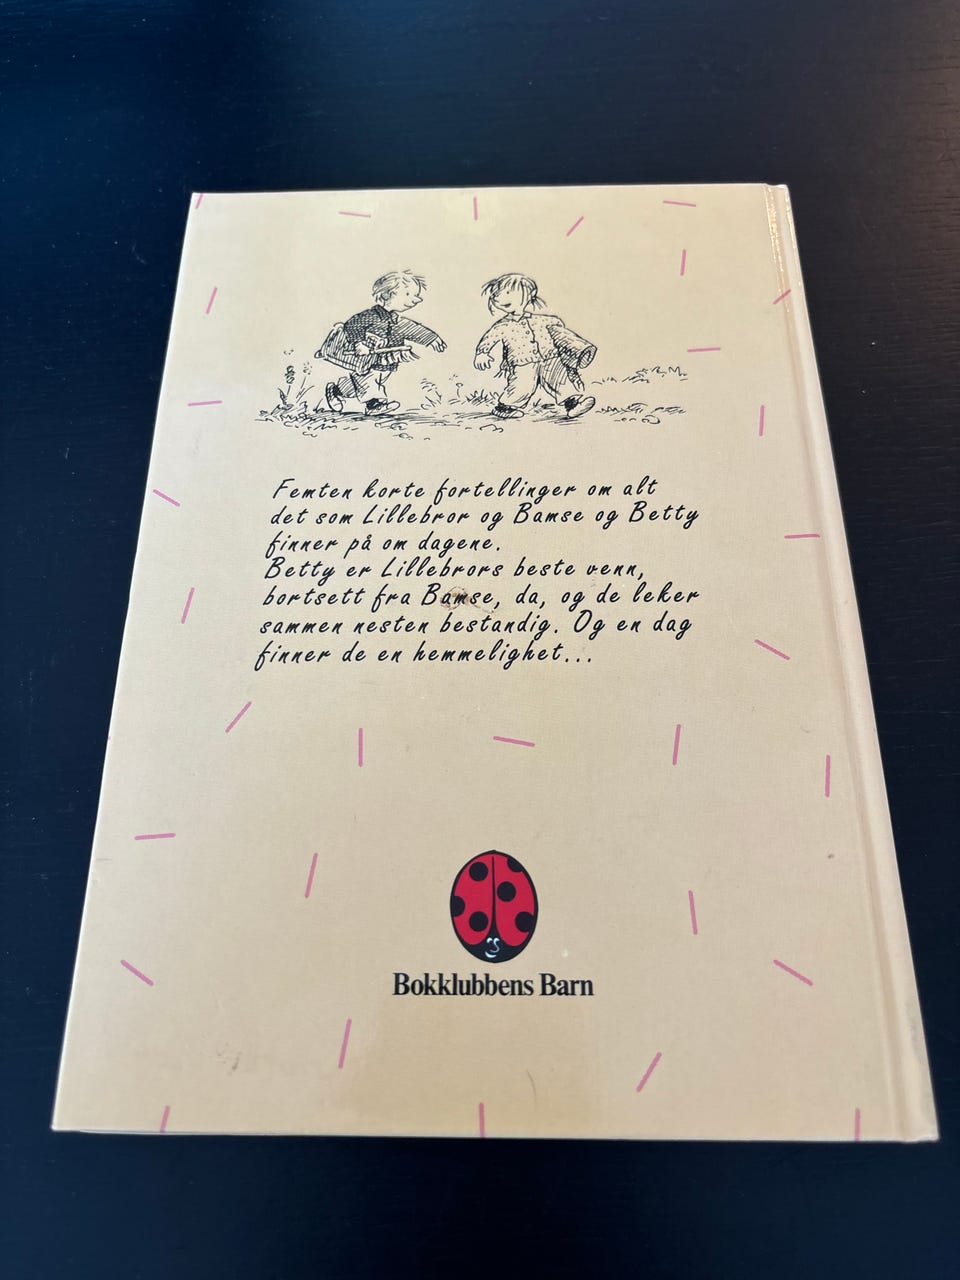 Femten korte fortellinger om alt
det som Lillebror og Bamse og Betty
finner på om dagene.
Betty er Lillebrors beste venn,
bortsett fra Bamse, da, og de leker
sammen nesten bestandig. Og en dag
finner de en hemmelighet...
Bokklubbens Barn